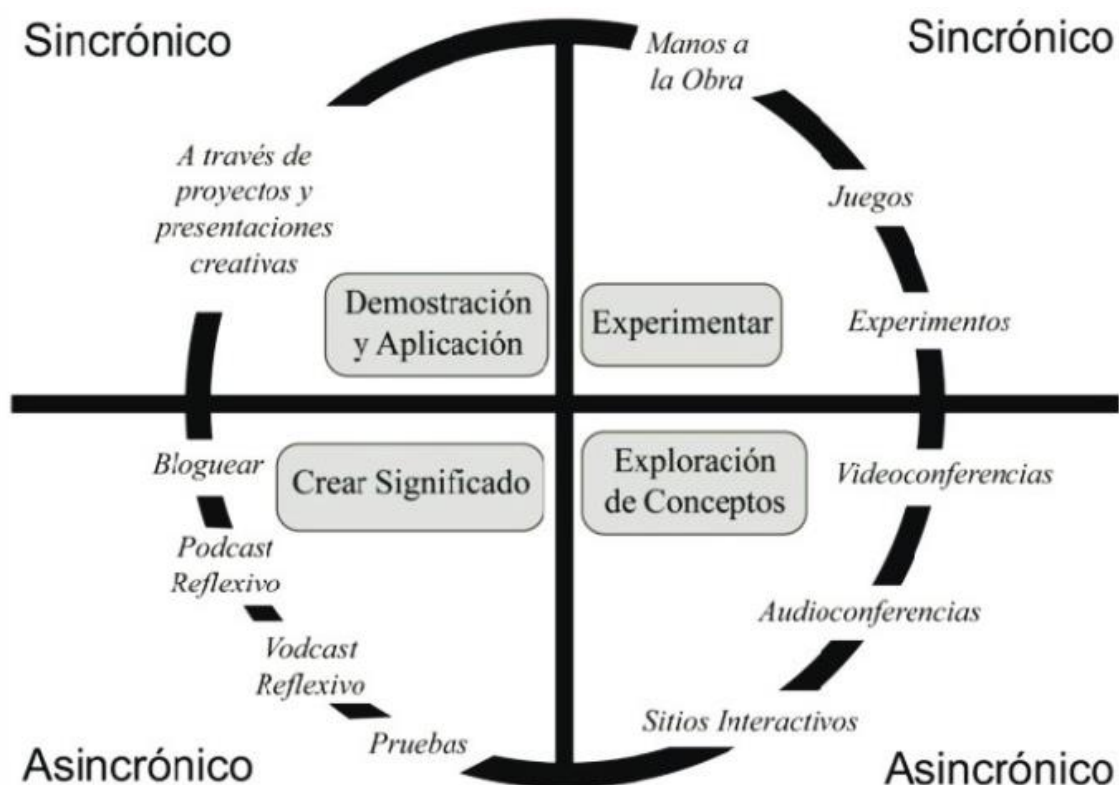 Sincrónico
Sincrónico
Manos a
la Obra
A través de
proyectos y
presentaciones
creativas
Juegos
Demostración
y Aplicación
Experimentar
Experimentos
Bloguear
Crear Significado
Exploración
de Conceptos
Videoconferencias
Podcast
Reflexivo
Audioconferencias
Vodcast
Reflexivo
Sitios Interactivos
Pruebas
Asincrónico
Asincrónico